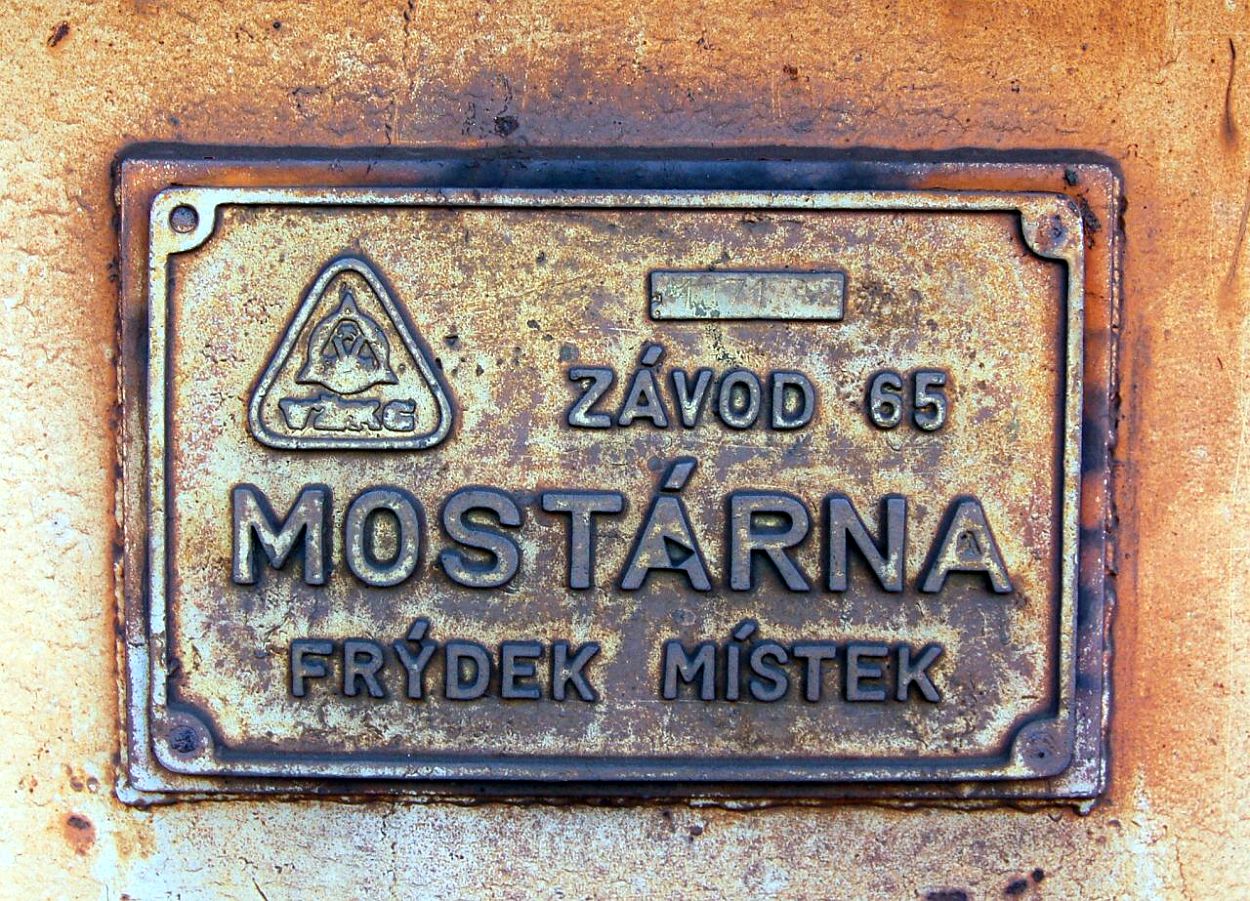 VŽKG
ZÁVOD 65
MOSTÁRNA
FRÝDEK MÍSTEK